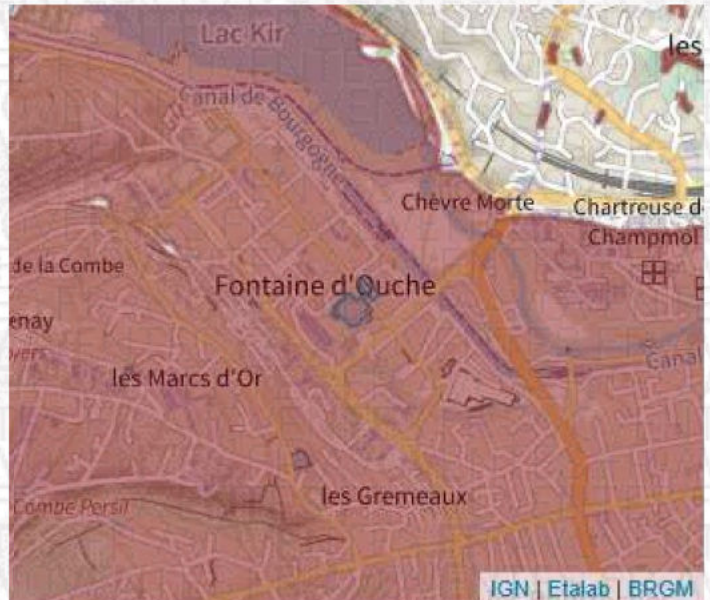 Lac Kir
les
Canal de Bourgogne
Chèvre Morte
Chartreuse d
Champmol
de la Combe
Fontaine d'Ouche
enay
Canal
les Marcs d'Or
les Gremeaux
Combe Persil
IGN | Etalab | BRGM